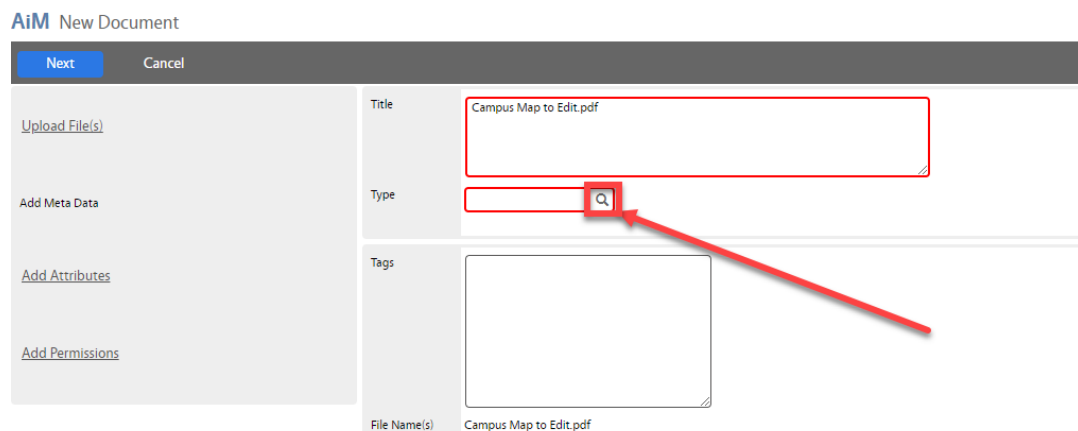 AiM New Document
Next Cancel
Upload File(s)
Add Meta Data
Add Attributes
Add Permissions
Title Campus Map to Edit.pdf
Type
Tags
File Name(s) Campus Map to Edit.pdf